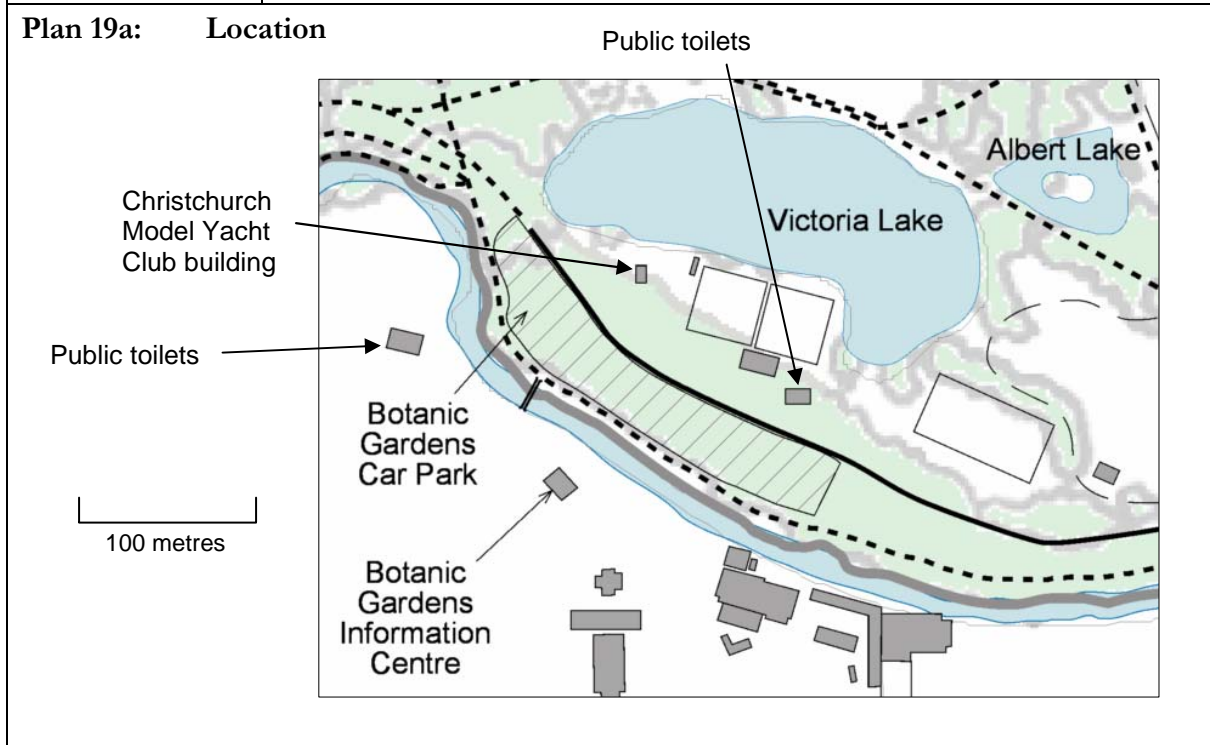 Plan 19a: Location
Public toilets
Albert Lake
Victoria Lake
Christchurch
Model Yacht
Club building
Public toilets
Botanic
Gardens
Car Park
100 metres
Botanic
Gardens
Information
Centre